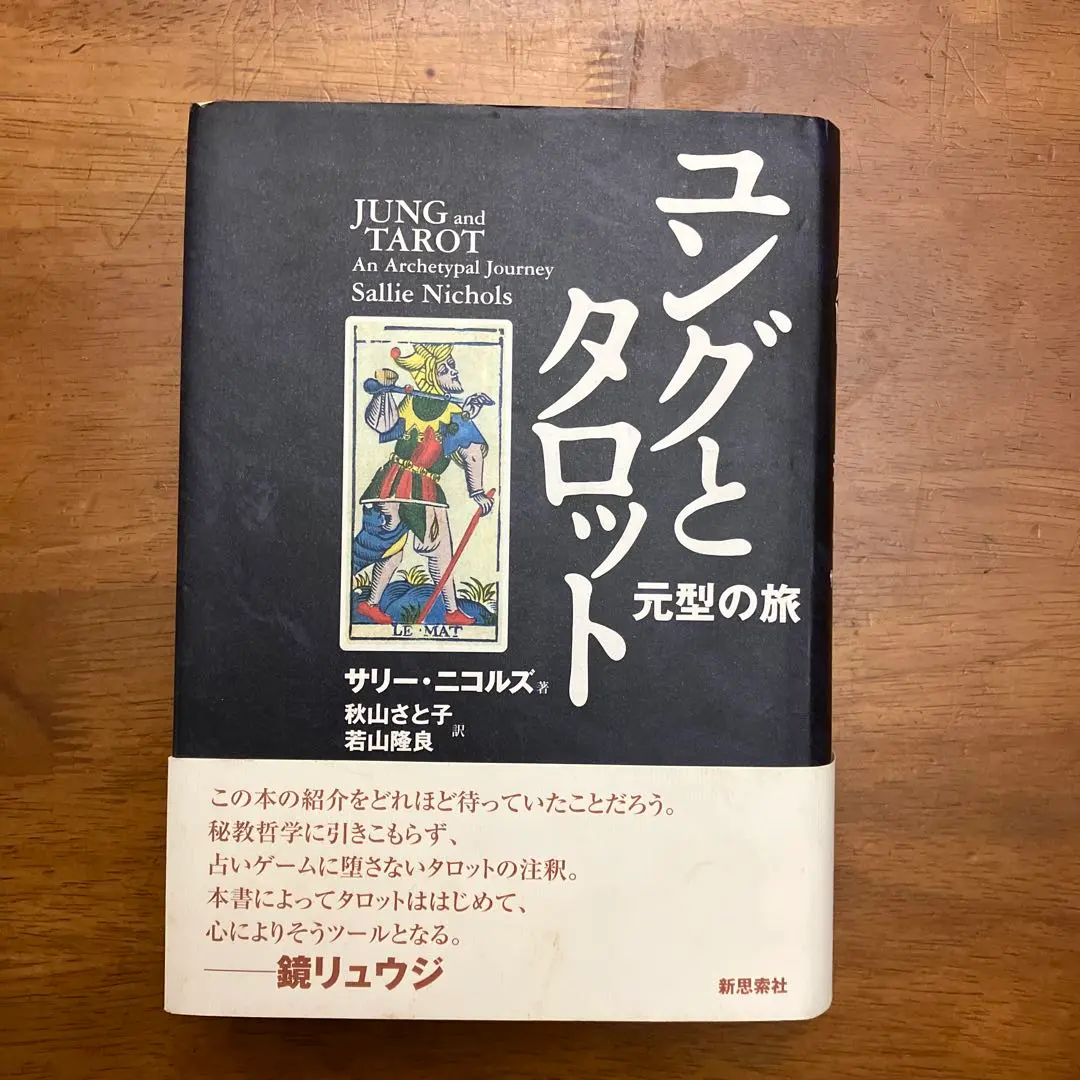 ユングと
タロット
元型の旅
JUNG and
TAROT
An Archetypal Journey
Sallie Nichols
LE·MAT
サリー・ニコルズ 著
秋山さと子
若山隆良
訳
この本の紹介をどれほど待っていたことだろう。
秘教哲学に引きこもらず、
占いゲームに堕さないタロットの注釈。
本書によってタロットははじめて、
心によりそうツールとなる。
——鏡リュウジ
新思索社